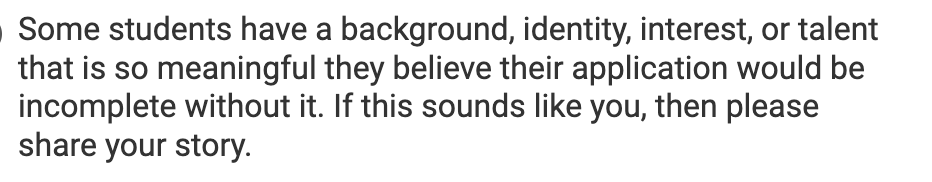 Some students have a background, identity, interest, or talent
that is so meaningful they believe their application would be
incomplete without it. If this sounds like you, then please
share your story.